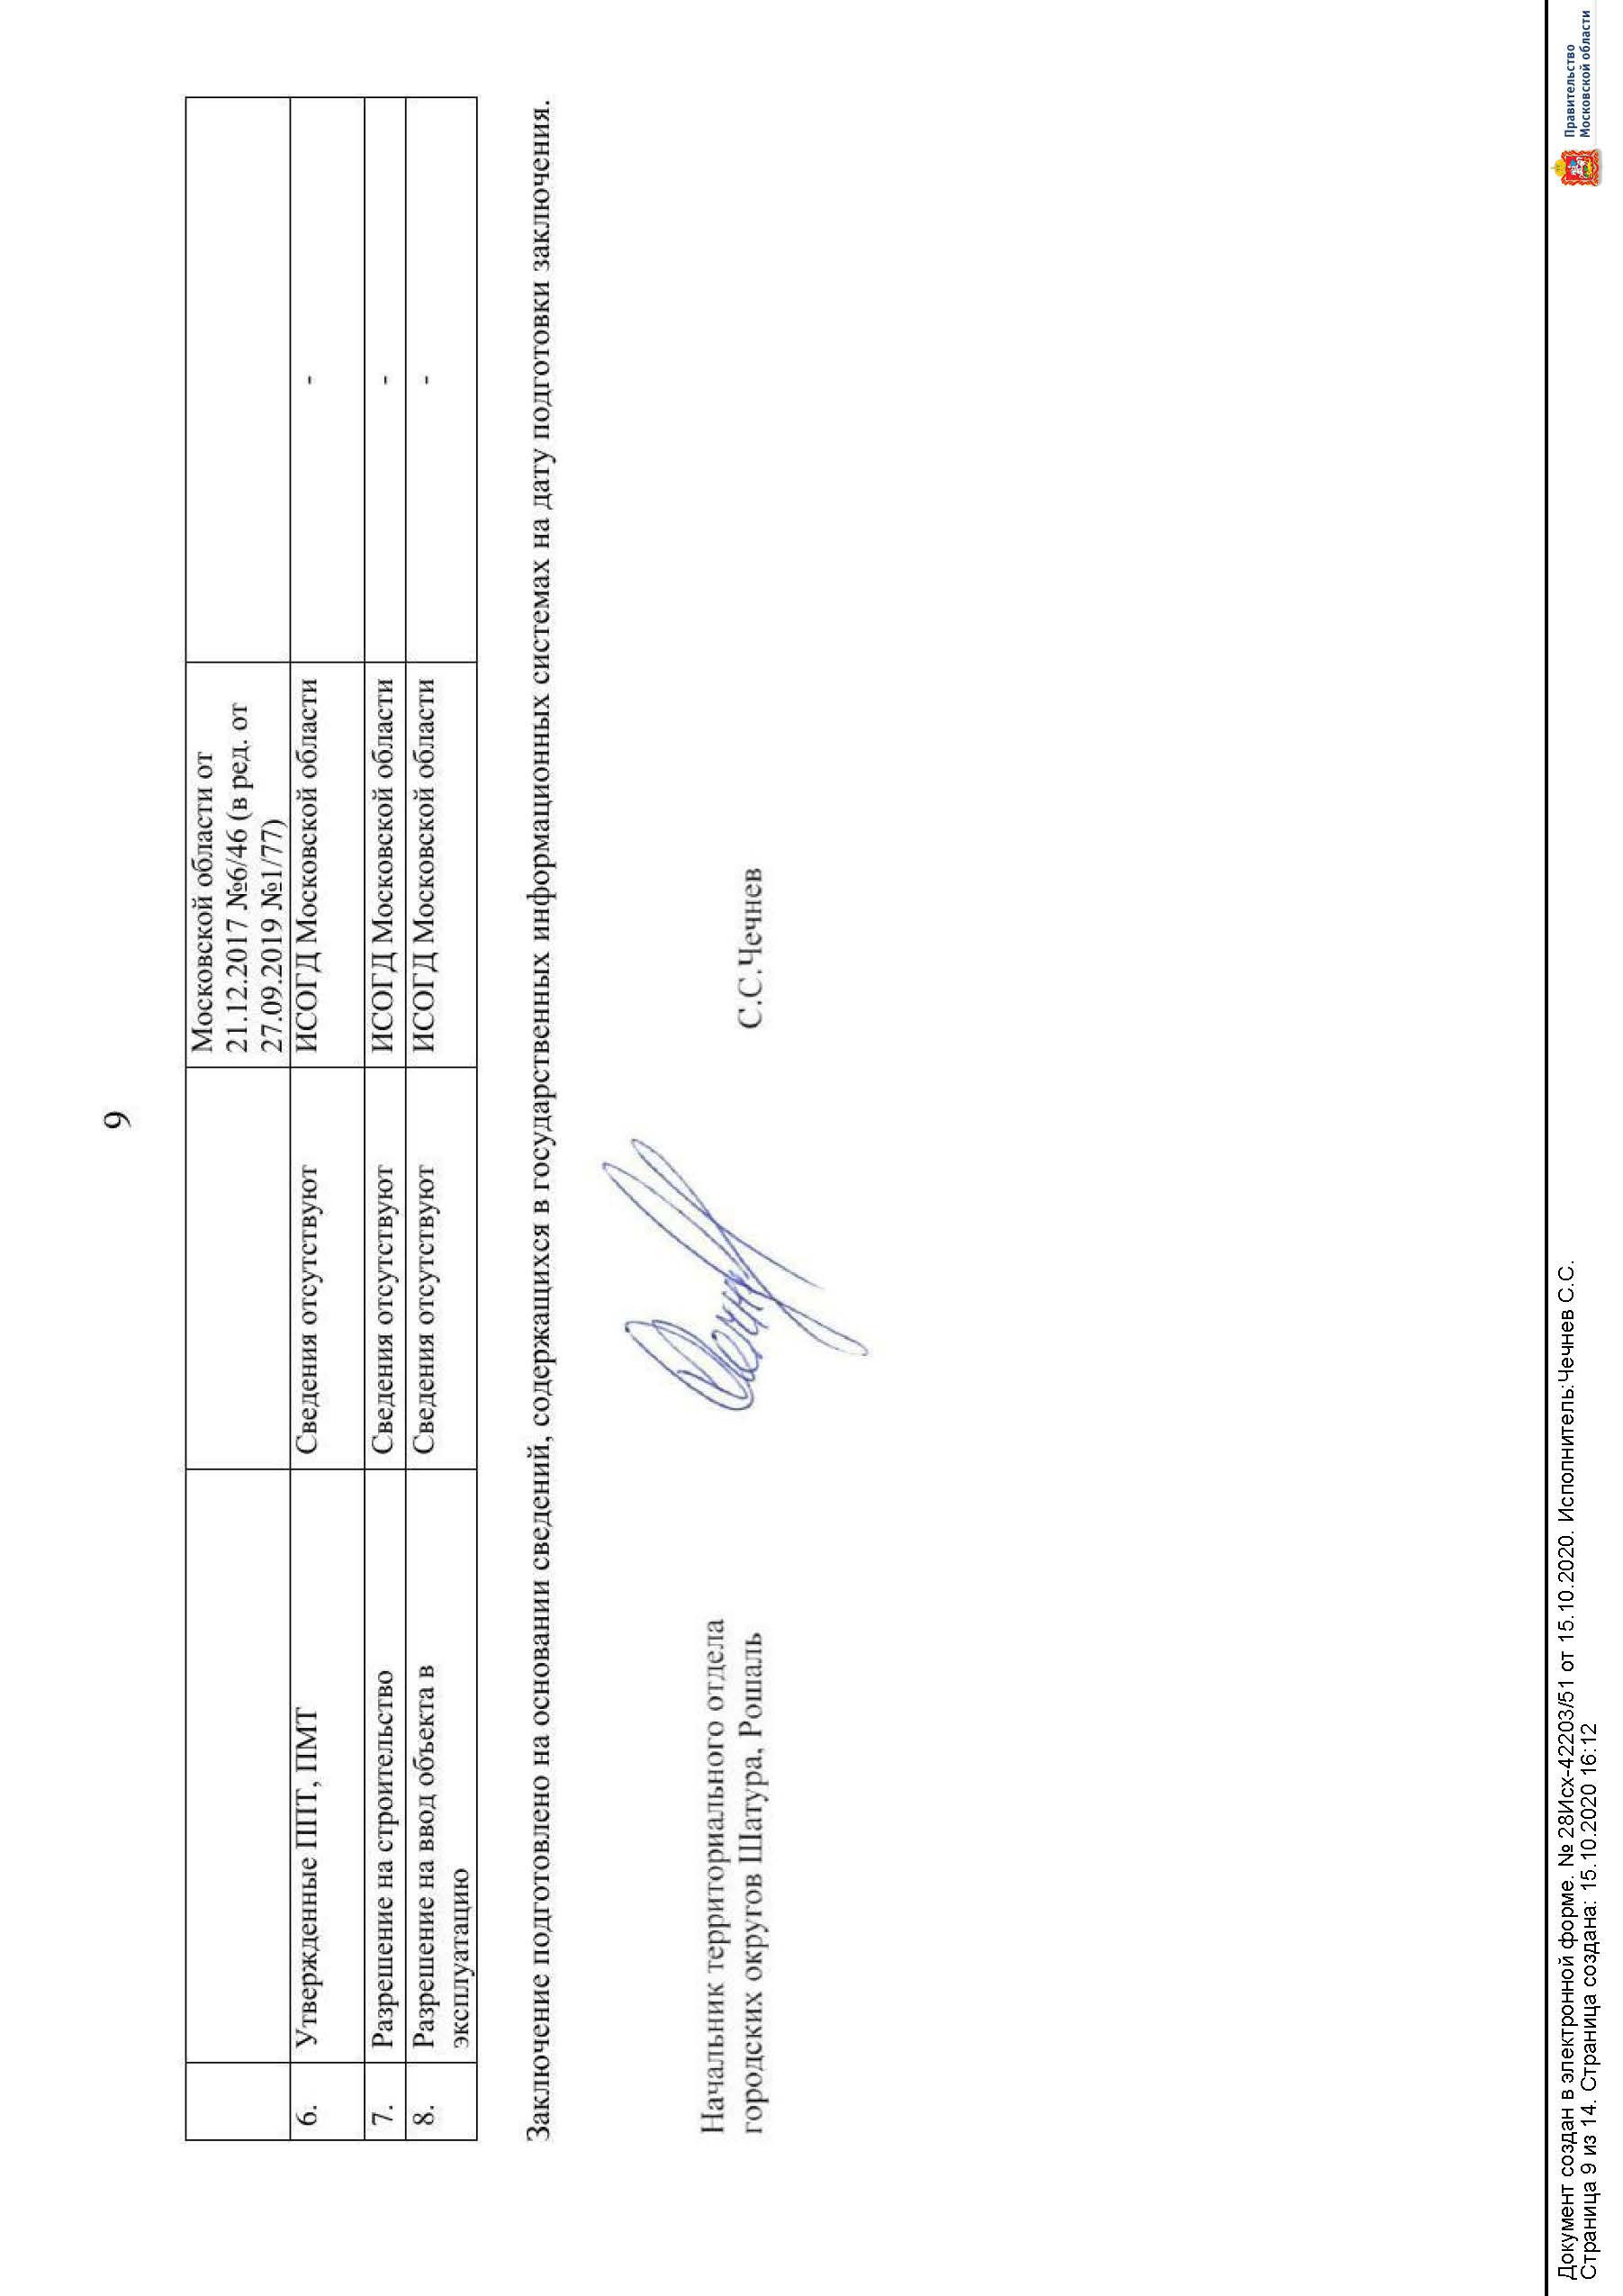 9
Московской области от
21.12.2017 №6/46 (в ред. от
27.09.2019 №1/77)
6. Утвержденные ППТ, ПМТ Сведения отсутствуют ИСОГД Московской области -
7. Разрешение на строительство Сведения отсутствуют ИСОГД Московской области -
8. Разрешение на ввод объекта в Сведения отсутствуют ИСОГД Московской области -
эксплуатацию
Заключение подготовлено на основании сведений, содержащихся в государственных информационных системах на дату подготовки заключения.
Начальник территориального отдела
городских округов Шатура, Рошаль С.С.Чечнев
Документ создан в электронной форме. № 28Исх-42203/51 от 15.10.2020. Исполнитель:Чечнев С.С.
Страница 9 из 14. Страница создана: 15.10.2020 16:12
Правительство
Московской области